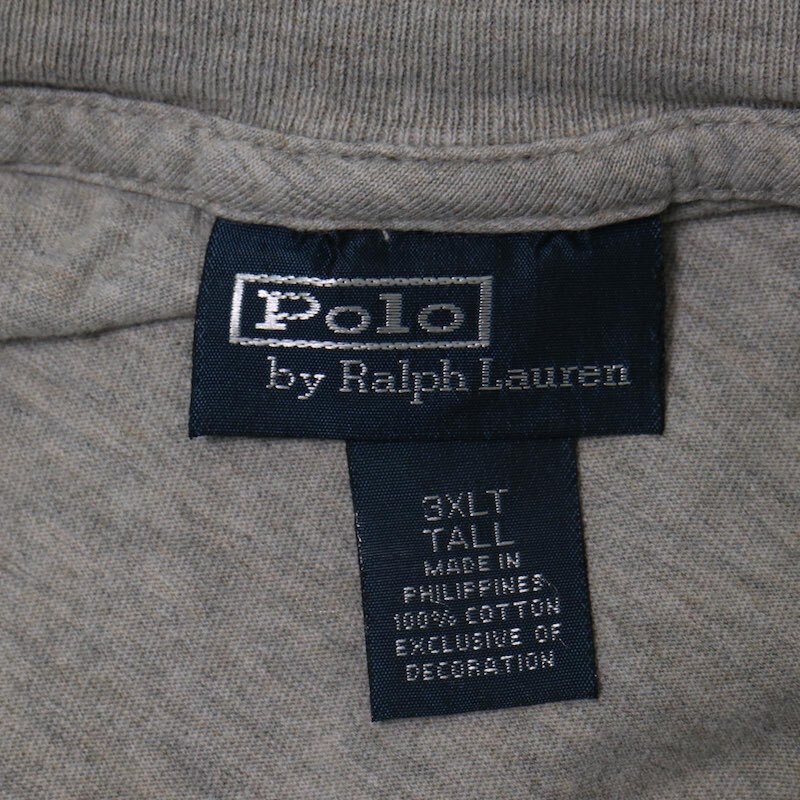 Polo
by Ralph Lauren
3XLT
TALL
MADE IN
PHILIPPINES
100% COTTON
EXCLUSIVE OF
DECORATION